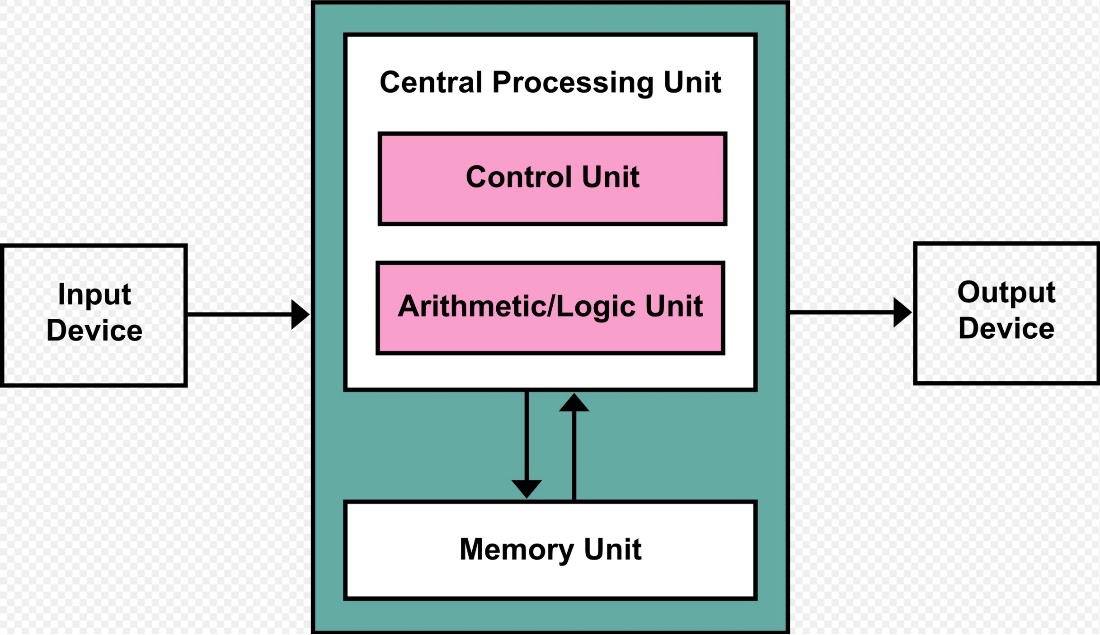 Central Processing Unit
Control Unit
Arithmetic/Logic Unit
Input
Device
Output
Device
Memory Unit